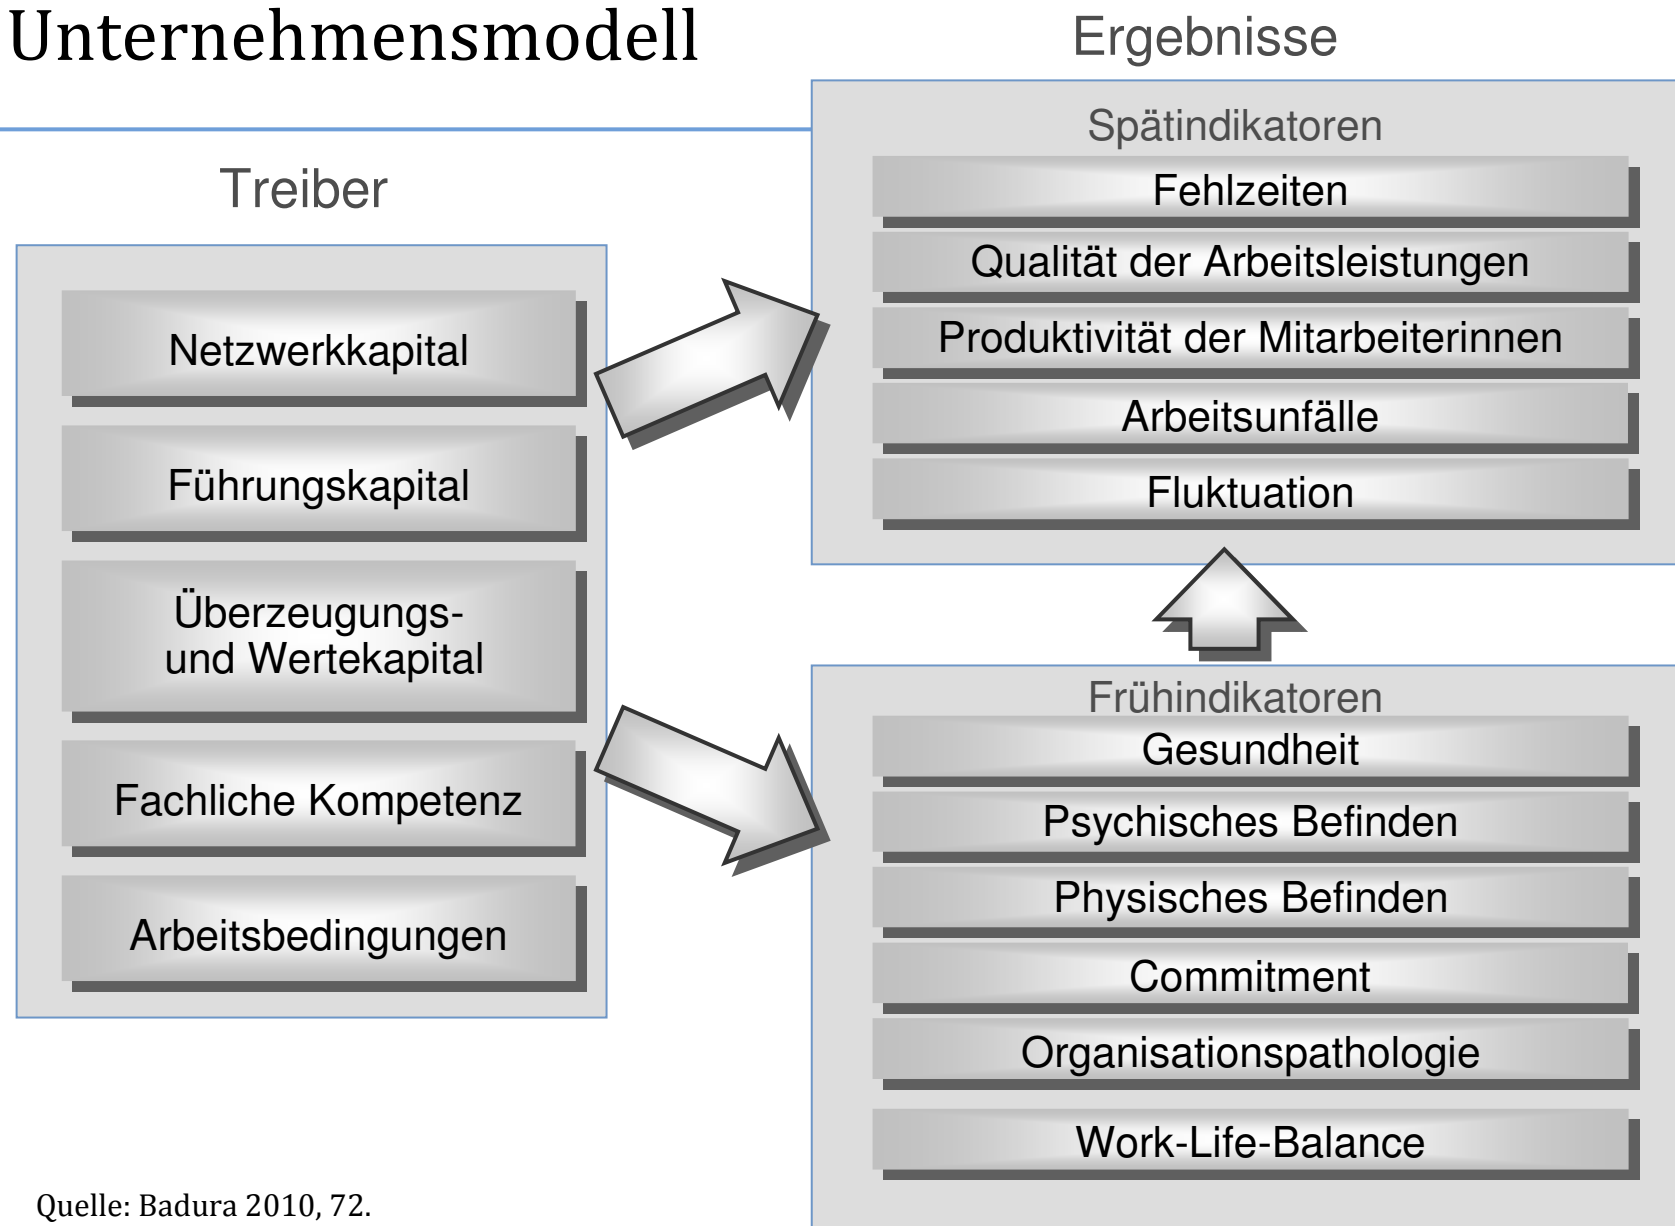 Unternehmensmodell
Treiber
Netzwerkkapital
Führungskapital
Überzeugungs-
und Wertekapital
Fachliche Kompetenz
Arbeitsbedingungen
Ergebnisse
Spätindikatoren
Fehlzeiten
Qualität der Arbeitsleistungen
Produktivität der Mitarbeiterinnen
Arbeitsunfälle
Fluktuation
Frühindikatoren
Gesundheit
Psychisches Befinden
Physisches Befinden
Commitment
Organisationspathologie
Work-Life-Balance
Quelle: Badura 2010, 72.